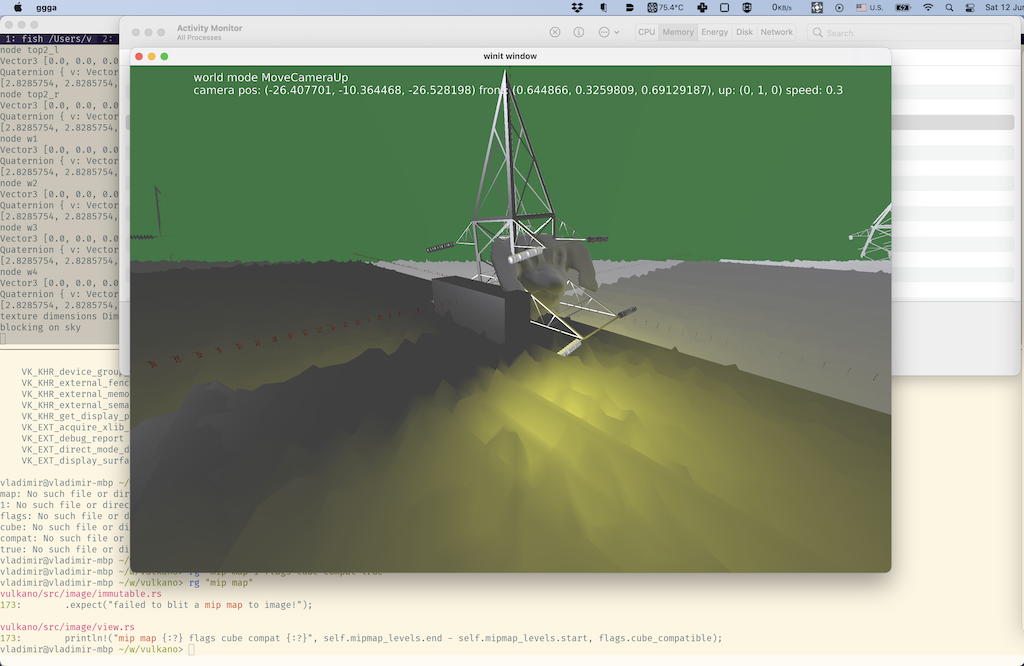 ggga
75.4°C
0KB/s
U.S.
Sat 12 Jun
1: fish /Users/v 2:
Activity Monitor
All Processes
CPU Memory Energy Disk Network
Search
winit window
world mode MoveCameraUp
camera pos: (-26.407701, -10.364468, -26.528198) front: (0.644866, 0.3259809, 0.69129187), up: (0, 1, 0) speed: 0.3
node top2_l
Vector3 [0.0, 0.0, 0.0
Quaternion { v: Vector
[2.8285754, 2.8285754,
node top2_r
Vector3 [0.0, 0.0, 0.0
Quaternion { v: Vector
[2.8285754, 2.8285754,
node w1
Vector3 [0.0, 0.0, 0.0
Quaternion { v: Vector
[2.8285754, 2.8285754,
node w2
Vector3 [0.0, 0.0, 0.0
Quaternion { v: Vector
[2.8285754, 2.8285754,
node w3
Vector3 [0.0, 0.0, 0.0
Quaternion { v: Vector
[2.8285754, 2.8285754,
node w4
Vector3 [0.0, 0.0, 0.0
Quaternion { v: Vector
[2.8285754, 2.8285754,
texture dimensions Dim
blocking on sky
VK_KHR_device_group
VK_KHR_external_fenc
VK_KHR_external_memo
VK_KHR_external_sema
VK_KHR_get_display_p
VK_EXT_acquire_xlib_
VK_EXT_debug_report
VK_EXT_direct_mode_d
VK_EXT_display_surfa
vladimir@vladimir-mbp ~/
map: No such file or dir
1: No such file or direc
flags: No such file or d
cube: No such file or di
compat: No such file or
true: No such file or di
vladimir@vladimir-mbp ~/
vladimir@vladimir-mbp ~/w/vulkano> rg "mip map 1 flags cube compat true"
vladimir@vladimir-mbp ~/w/vulkano> rg "mip map"
vulkano/src/image/immutable.rs
173: .expect("failed to blit a mip map to image!");
vulkano/src/image/view.rs
173: println!("mip map {:?} flags cube compat {:?}", self.mipmap_levels.end - self.mipmap_levels.start, flags.cube_compatible);
vladimir@vladimir-mbp ~/w/vulkano>